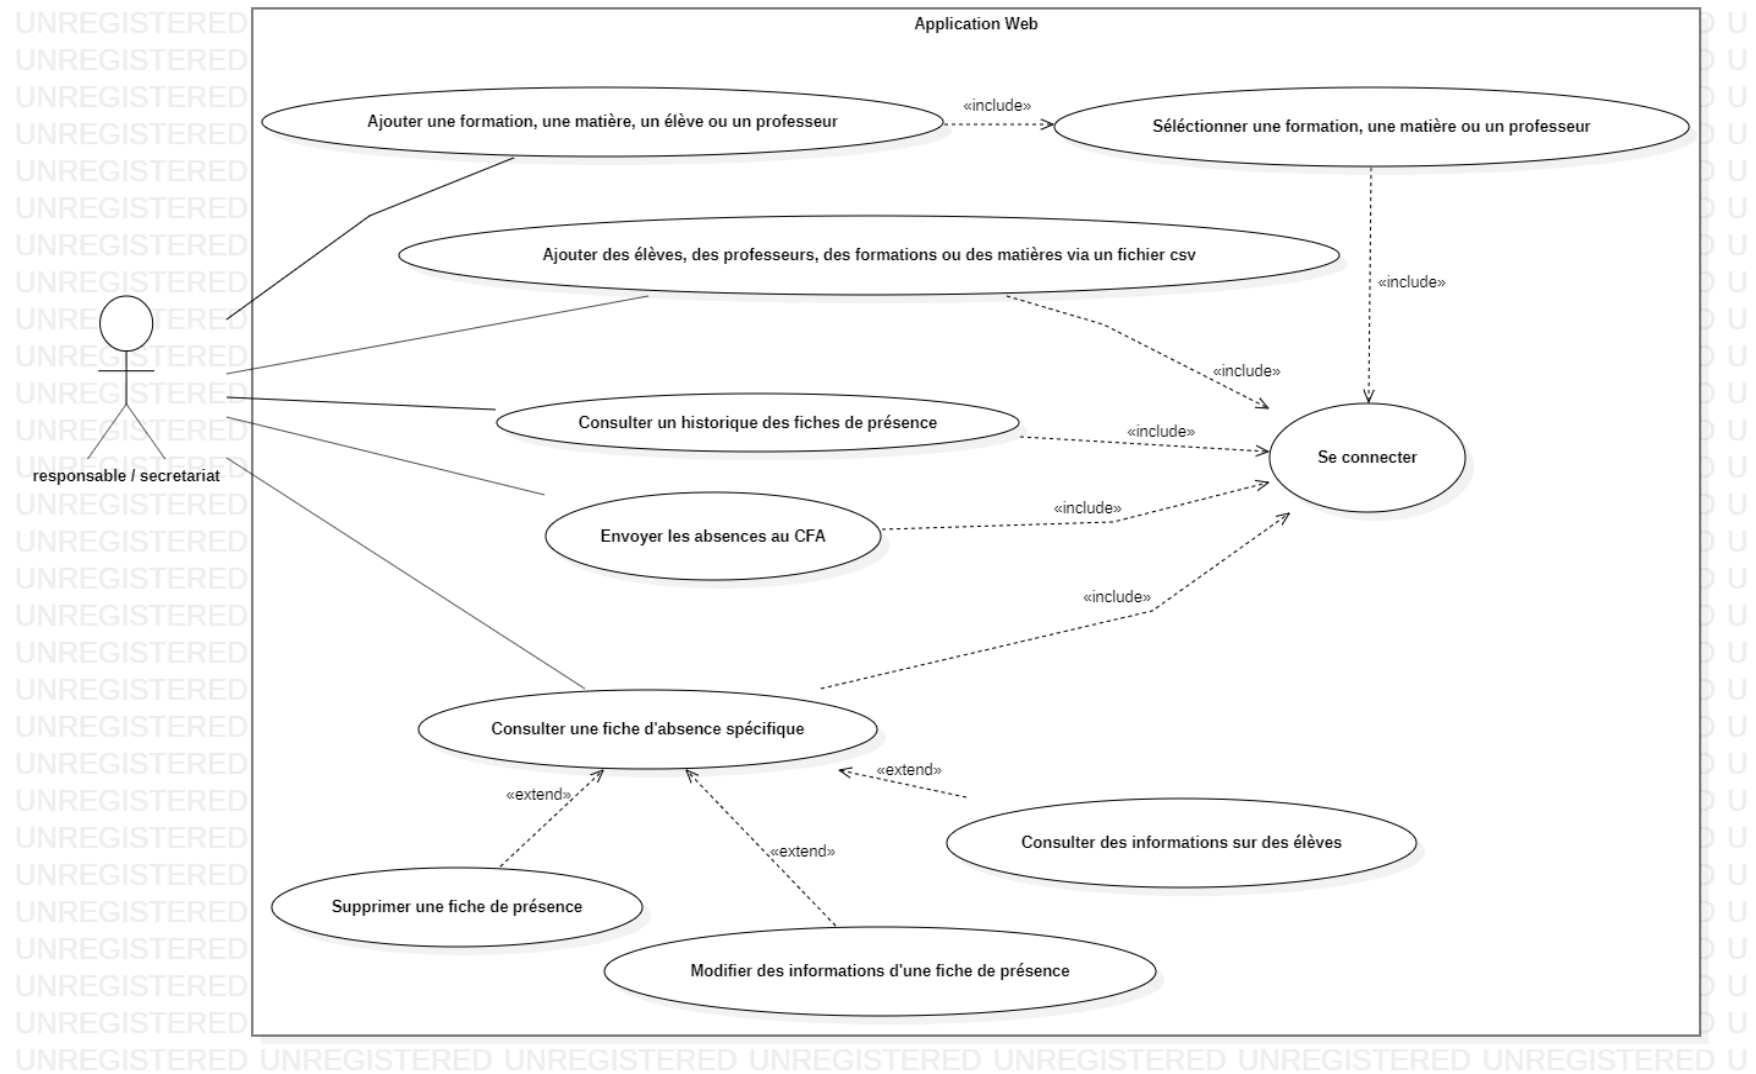 Application Web
Ajouter une formation, une matière, un élève ou un professeur
«include»
Séléctionner une formation, une matière ou un professeur
Ajouter des élèves, des professeurs, des formations ou des matières via un fichier csv
«include»
«include»
Consulter un historique des fiches de présence
«include»
Se connecter
responsable / secretariat
«include»
Envoyer les absences au CFA
«include»
Consulter une fiche d'absence spécifique
«extend»
«extend»
«extend»
Consulter des informations sur des élèves
Supprimer une fiche de présence
Modifier des informations d'une fiche de présence
UNREGISTERED UNREGISTERED UNREGISTERED UNREGISTERED UNREGISTERED UNREGISTERED UNREGISTERED U